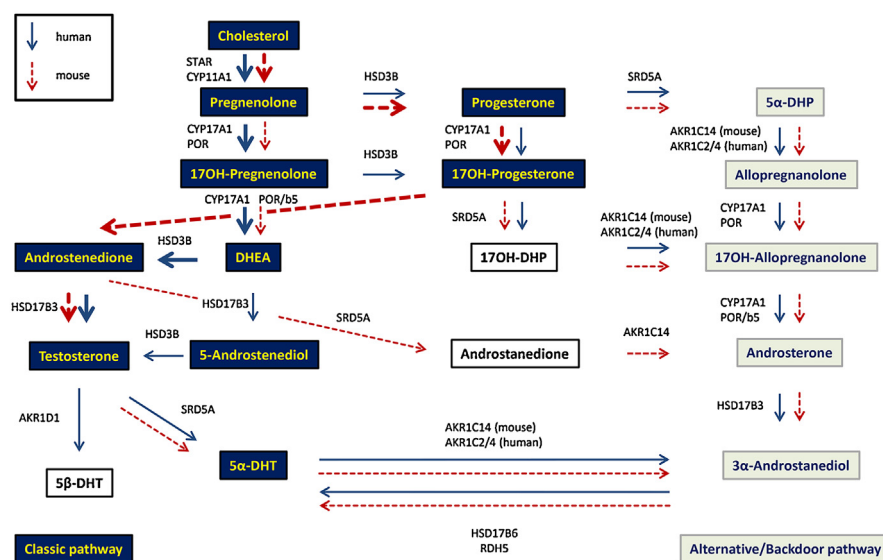 human
mouse
Cholesterol
STAR
CYP11A1
Pregnenolone
HSD3B
Progesterone
SRD5A
5α-DHP
CYP17A1
POR
CYP17A1
POR
AKR1C14 (mouse)
AKR1C2/4 (human)
17OH-Pregnenolone
HSD3B
17OH-Progesterone
Allopregnanolone
CYP17A1
POR/b5
SRD5A
AKR1C14 (mouse)
AKR1C2/4 (human)
CYP17A1
POR
Androstenedione
HSD3B
DHEA
17OH-DHP
17OH-Allopregnanolone
HSD17B3
HSD17B3
SRD5A
CYP17A1
POR/b5
Testosterone
HSD3B
5-Androstenediol
Androstanedione
AKR1C14
Androsterone
AKR1D1
SRD5A
AKR1C14 (mouse)
AKR1C2/4 (human)
HSD17B3
5β-DHT
5α-DHT
3α-Androstanediol
HSD17B6
RDH5
Classic pathway
Alternative/Backdoor pathway